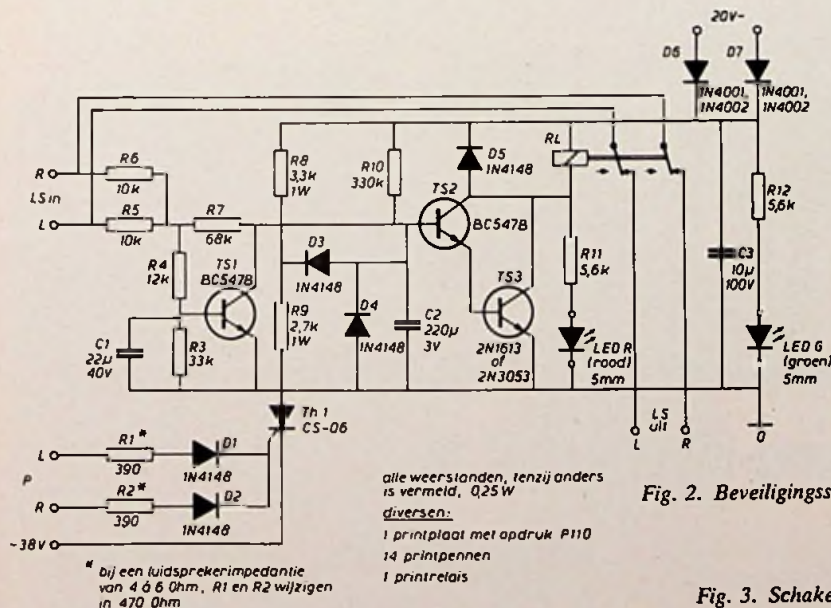 20V~
D6
D7
1N4001,
1N4002
1N4001,
1N4002
R
LS in
L
R6
10k
R5
10k
R7
68k
R4
12k
TS1
BC547B
C1
22µ
40V
R3
33k
R8
3,3k
1W
R10
330k
D3
1N4148
R9
2,7k
1W
D4
1N4148
C2
220µ
3V
TS2
BC547B
D5
1N4148
RL
TS3
2N1613
of
2N3053
R11
5,6k
LED R
(rood)
5mm
C3
10µ
100V
R12
5,6k
LED G
(groen)
5mm
LS
uit
L
R
0
Th 1
CS-06
P
L
R1*
390
D1
1N4148
R
R2*
390
D2
1N4148
-38V
* bij een luidsprekerimpedantie
van 4 á 6 Ohm, R1 en R2 wijzigen
in 470 Ohm
alle weerstanden, tenzij anders
is vermeld, 0,25W
diversen:
1 printplaat met opdruk P110
14 printpennen
1 printrelais
Fig. 2. Beveiligingss
Fig. 3. Schake